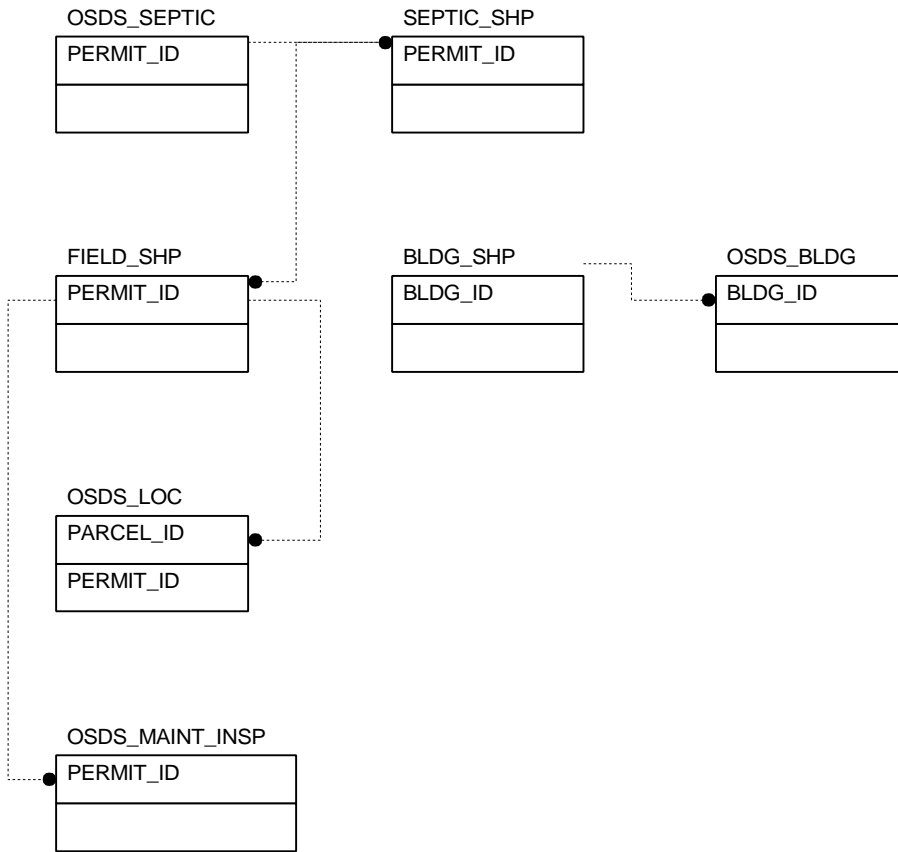 OSDS_SEPTIC
PERMIT_ID
SEPTIC_SHP
PERMIT_ID
FIELD_SHP
PERMIT_ID
BLDG_SHP
BLDG_ID
OSDS_BLDG
BLDG_ID
OSDS_LOC
PARCEL_ID
PERMIT_ID
OSDS_MAINT_INSP
PERMIT_ID